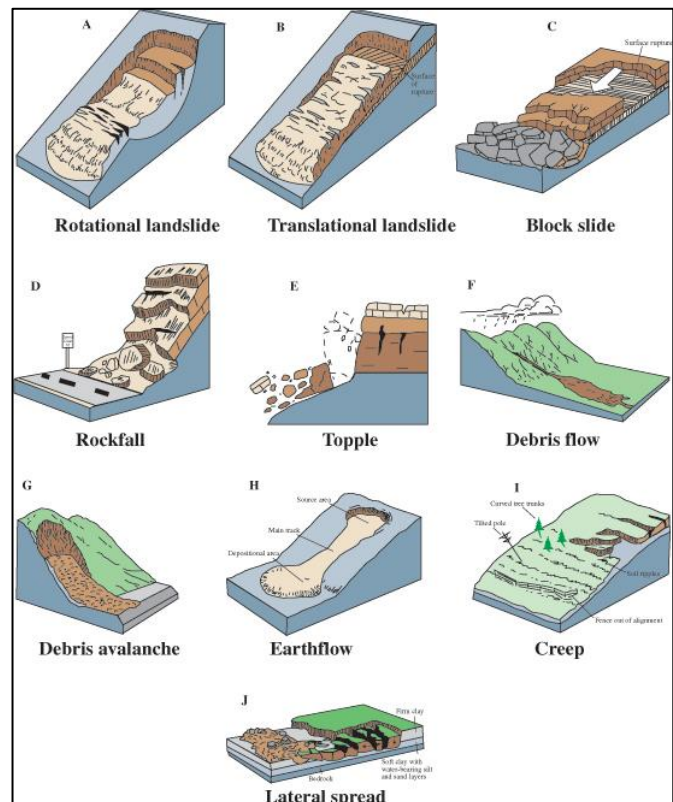 A
Rotational landslide
B
Surface
of
rupture
Toe
Translational landslide
C
Surface rupture
Block slide
D
Rockfall
E
Topple
F
Debris flow
G
Debris avalanche
H
Source area
Main track
Depositional area
Earthflow
I
Curved tree trunks
Tilted pole
Soil ripples
Fence out of alignment
Creep
J
Firm clay
Soft clay with
water-bearing silt
and sand layers
Bedrock
Lateral spread